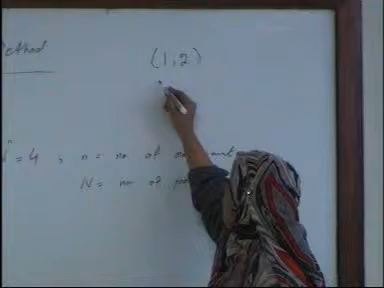 ethod
(1,2)
= 4 ; n = no of
N = no of